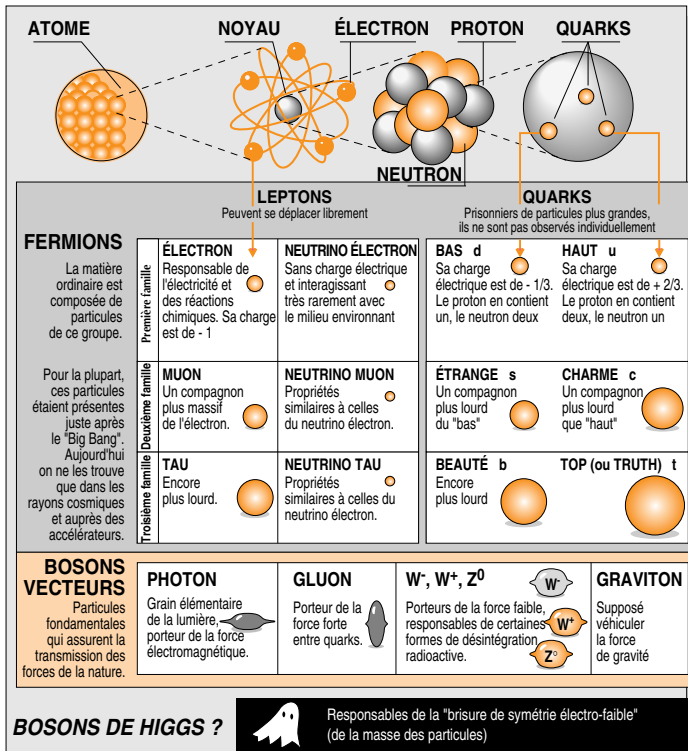 ATOME
NOYAU
ÉLECTRON
PROTON
QUARKS
NEUTRON
LEPTONS
Peuvent se déplacer librement
QUARKS
Prisonniers de particules plus grandes,
ils ne sont pas observés individuellement
FERMIONS
La matière
ordinaire est
composée de
particules
de ce groupe.
Première famille
ÉLECTRON
Responsable de
l'électricité et
des réactions
chimiques. Sa charge
est de - 1
NEUTRINO ÉLECTRON
Sans charge électrique
et interagissant
très rarement avec
le milieu environnant
BAS d
Sa charge
électrique est de - 1/3.
Le proton en contient
un, le neutron deux
HAUT u
Sa charge
électrique est de + 2/3.
Le proton en contient
deux, le neutron un
Pour la plupart,
ces particules
étaient présentes
juste après
le "Big Bang".
Aujourd'hui
on ne les trouve
que dans les
rayons cosmiques
et auprès des
accélérateurs.
Deuxième famille
MUON
Un compagnon
plus massif
de l'électron.
NEUTRINO MUON
Propriétés
similaires à celles
du neutrino électron.
ÉTRANGE s
Un compagnon
plus lourd
du "bas"
CHARME c
Un compagnon
plus lourd
que "haut"
Troisième famille
TAU
Encore
plus lourd.
NEUTRINO TAU
Propriétés
similaires à celles du
neutrino électron.
BEAUTÉ b
Encore
plus lourd
TOP (ou TRUTH) t
BOSONS
VECTEURS
Particules
fondamentales
qui assurent la
transmission des
forces de la nature.
PHOTON
Grain élémentaire
de la lumière,
porteur de la force
électromagnétique.
GLUON
Porteur de la
force forte
entre quarks.
W-, W+, Z0
Porteurs de la force faible,
responsables de certaines
formes de désintégration
radioactive.
W-
W+
Z°
GRAVITON
Supposé
véhiculer
la force
de gravité
BOSONS DE HIGGS ?
Responsables de la "brisure de symétrie électro-faible"
(de la masse des particules)